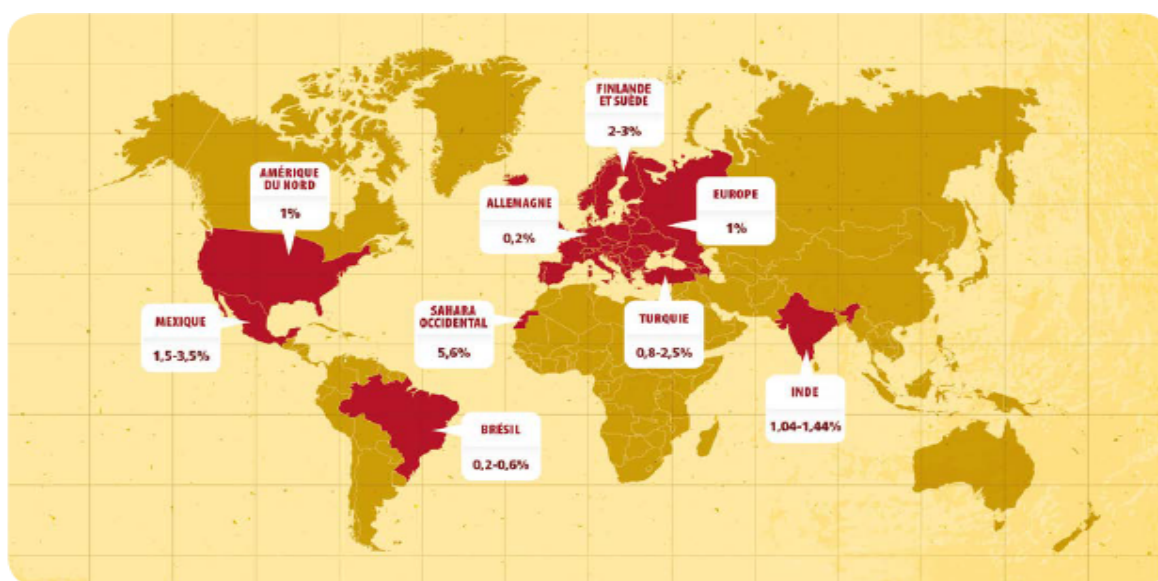 FINLANDE
ET SUÈDE
2-3%
AMÉRIQUE
DU NORD
1%
ALLEMAGNE
0,2%
EUROPE
1%
MEXIQUE
1,5-3,5%
SAHARA
OCCIDENTAL
5,6%
TURQUIE
0,8-2,5%
INDE
1,04-1,44%
BRÉSIL
0,2-0,6%